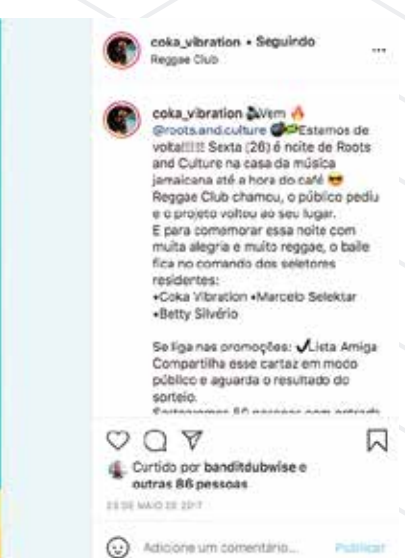 coka_vibration • Seguindo
Reggae Club
coka_vibration Vem 🔥
@roots.and.culture Estamos de
volta!!!!! Sexta (26) é noite de Roots
and Culture na casa da música
jamaicana até a hora do café 😎
Reggae Club chamou, o público pediu
e o projeto voltou ao seu lugar.
E para comemorar essa noite com
muita alegria e muito reggae, o baile
fica no comando dos seletores
residentes:
•Coka Vibration •Marcelo Selektar
•Betty Silvério
Se liga nas promoções: ✔Lista Amiga
Compartilha esse cartaz em modo
público e aguarda o resultado do
sorteio.
Curtido por banditdubwise e
outras 86 pessoas
DE MAIO DE 2017
Adicione um comentário...
Publicar